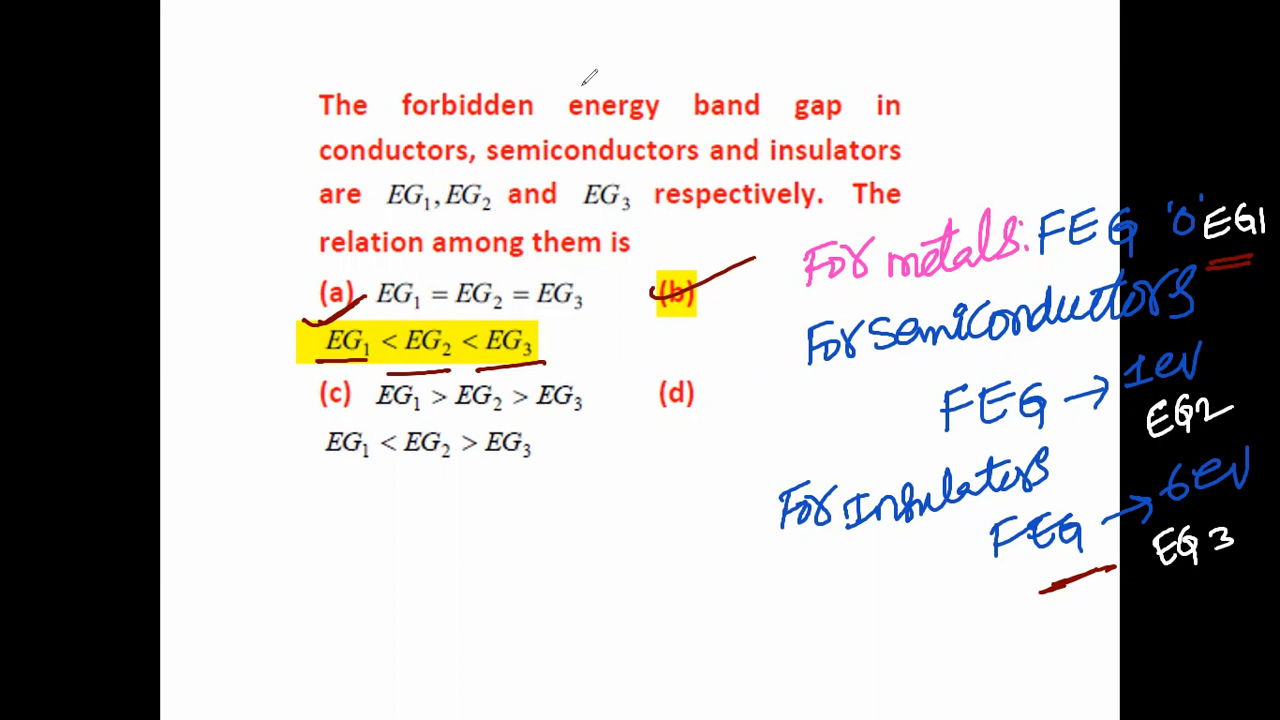 The forbidden energy band gap in
conductors, semiconductors and insulators
are EG₁, EG₂ and EG₃ respectively. The
relation among them is
(a) EG₁ = EG₂ = EG₃ (b)
EG₁ < EG₂ < EG₃
(c) EG₁ > EG₂ > EG₃ (d)
EG₁ < EG₂ > EG₃
For metals: FEG '0' EG1
For Semiconductors
FEG → 1ev
EG2
For Insulators
FEG → 6ev
EG3